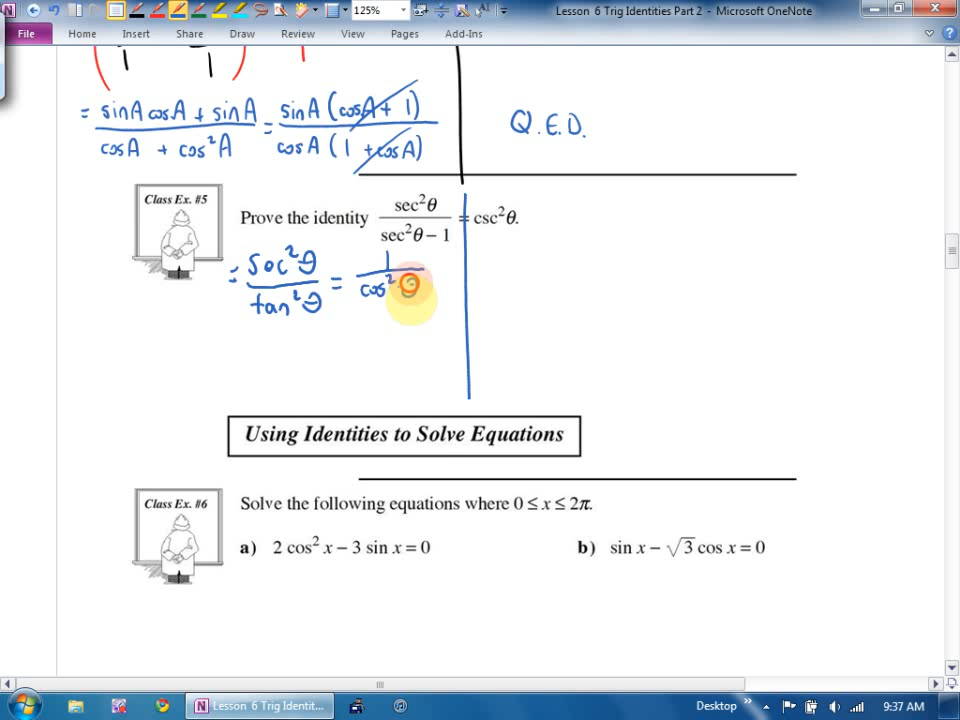 125%
Lesson 6 Trig Identities Part 2 - Microsoft OneNote
File Home Insert Share Draw Review View Pages Add-Ins
1 1 1
= (sinA cosA + sinA)/(cosA + cos²A) = (sinA (cosA + 1))/(cosA (1 + cosA))
Q.E.D.
Class Ex. #5
Prove the identity (sec²θ)/(sec²θ – 1) = csc²θ.
= (sec²θ)/(tan²θ) = 1/(cos²θ)
Using Identities to Solve Equations
Class Ex. #6
Solve the following equations where 0 ≤ x ≤ 2π.
a) 2 cos² x – 3 sin x = 0 b) sin x – √3 cos x = 0
Lesson 6 Trig Identit... Desktop » 9:37 AM